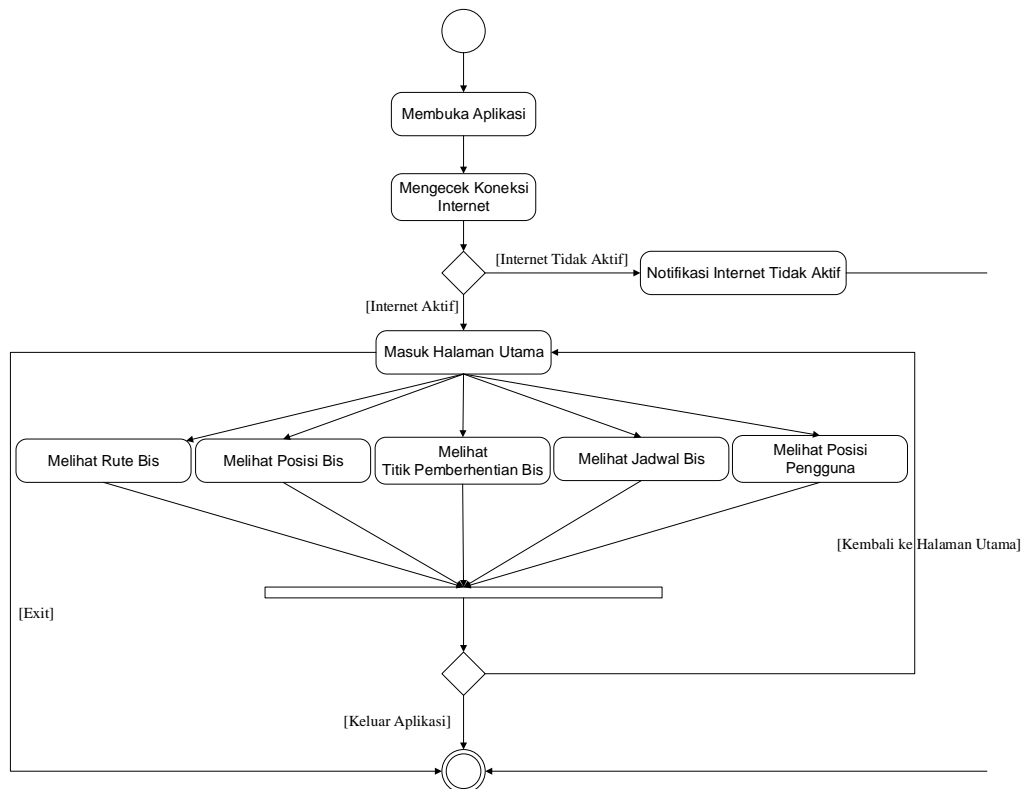 Membuka Aplikasi
Mengecek Koneksi
Internet
[Internet Tidak Aktif]
Notifikasi Internet Tidak Aktif
[Internet Aktif]
Masuk Halaman Utama
Melihat Rute Bis
Melihat Posisi Bis
Melihat
Titik Pemberhentian Bis
Melihat Jadwal Bis
Melihat Posisi
Pengguna
[Kembali ke Halaman Utama]
[Exit]
[Keluar Aplikasi]